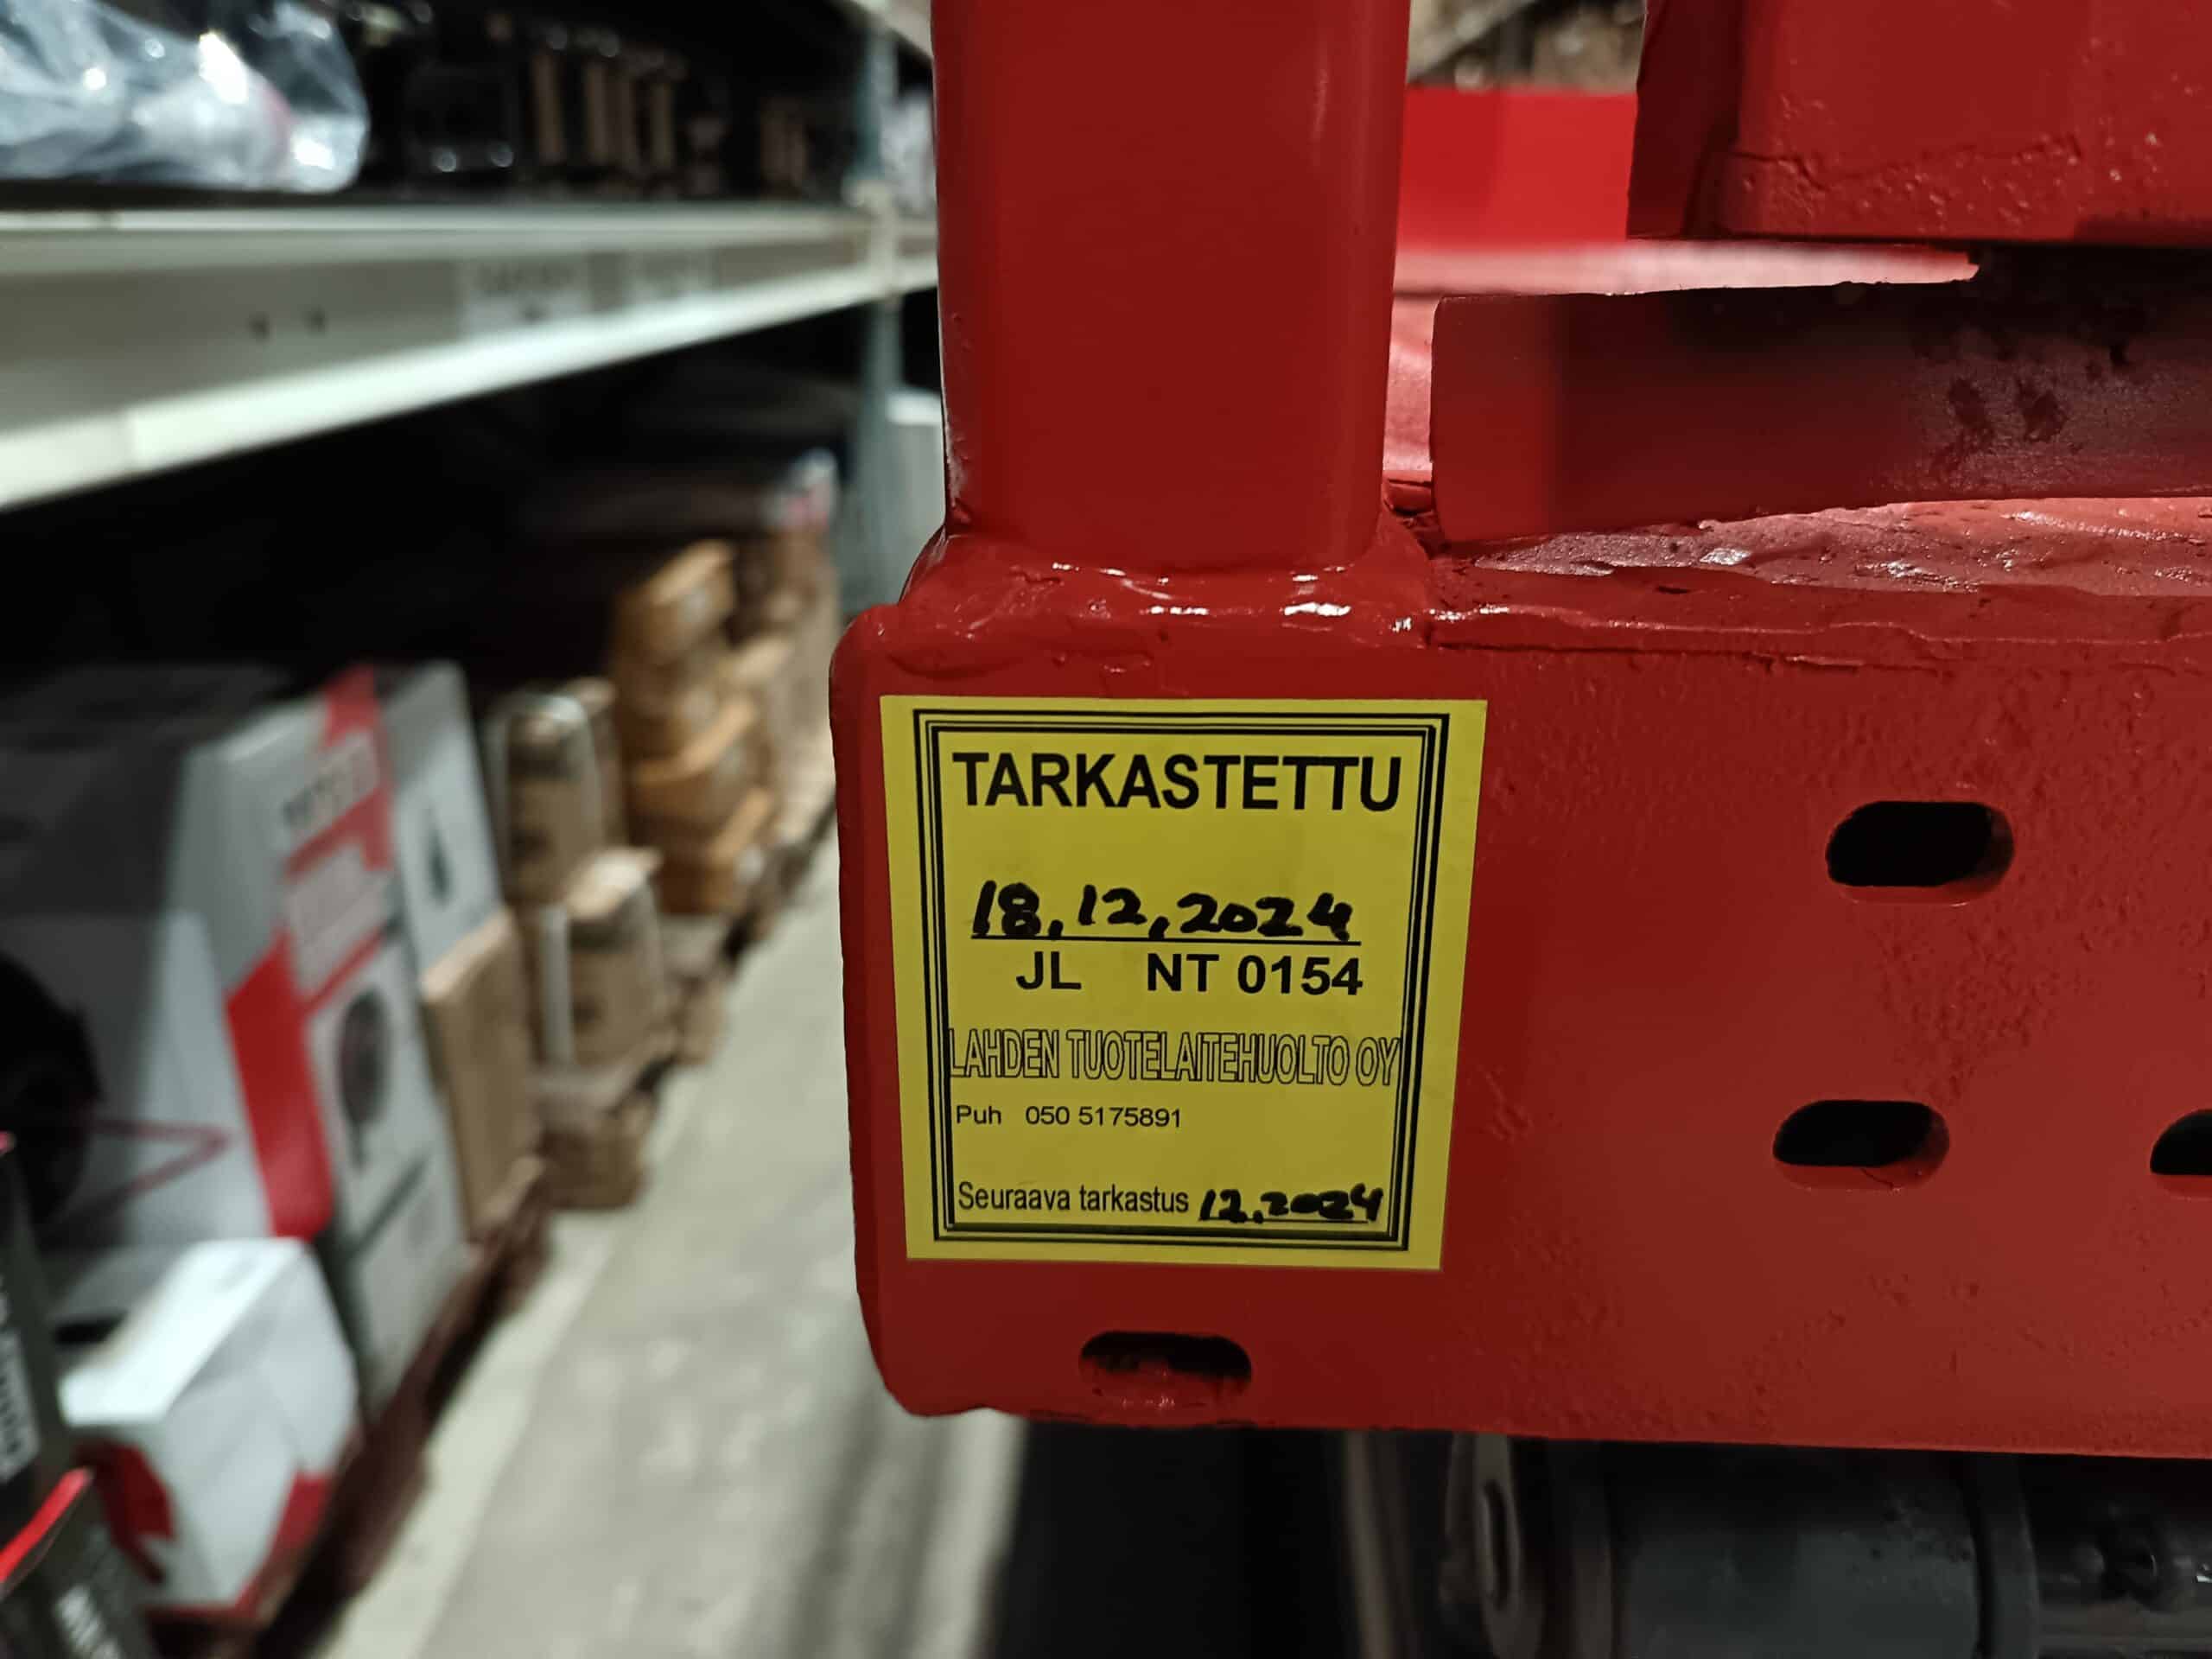 TARKASTETTU
18.12.2024
JL NT 0154
LAHDEN TUOTELAITEHUOLTO OY
Puh 050 5175891
Seuraava tarkastus 12.2024